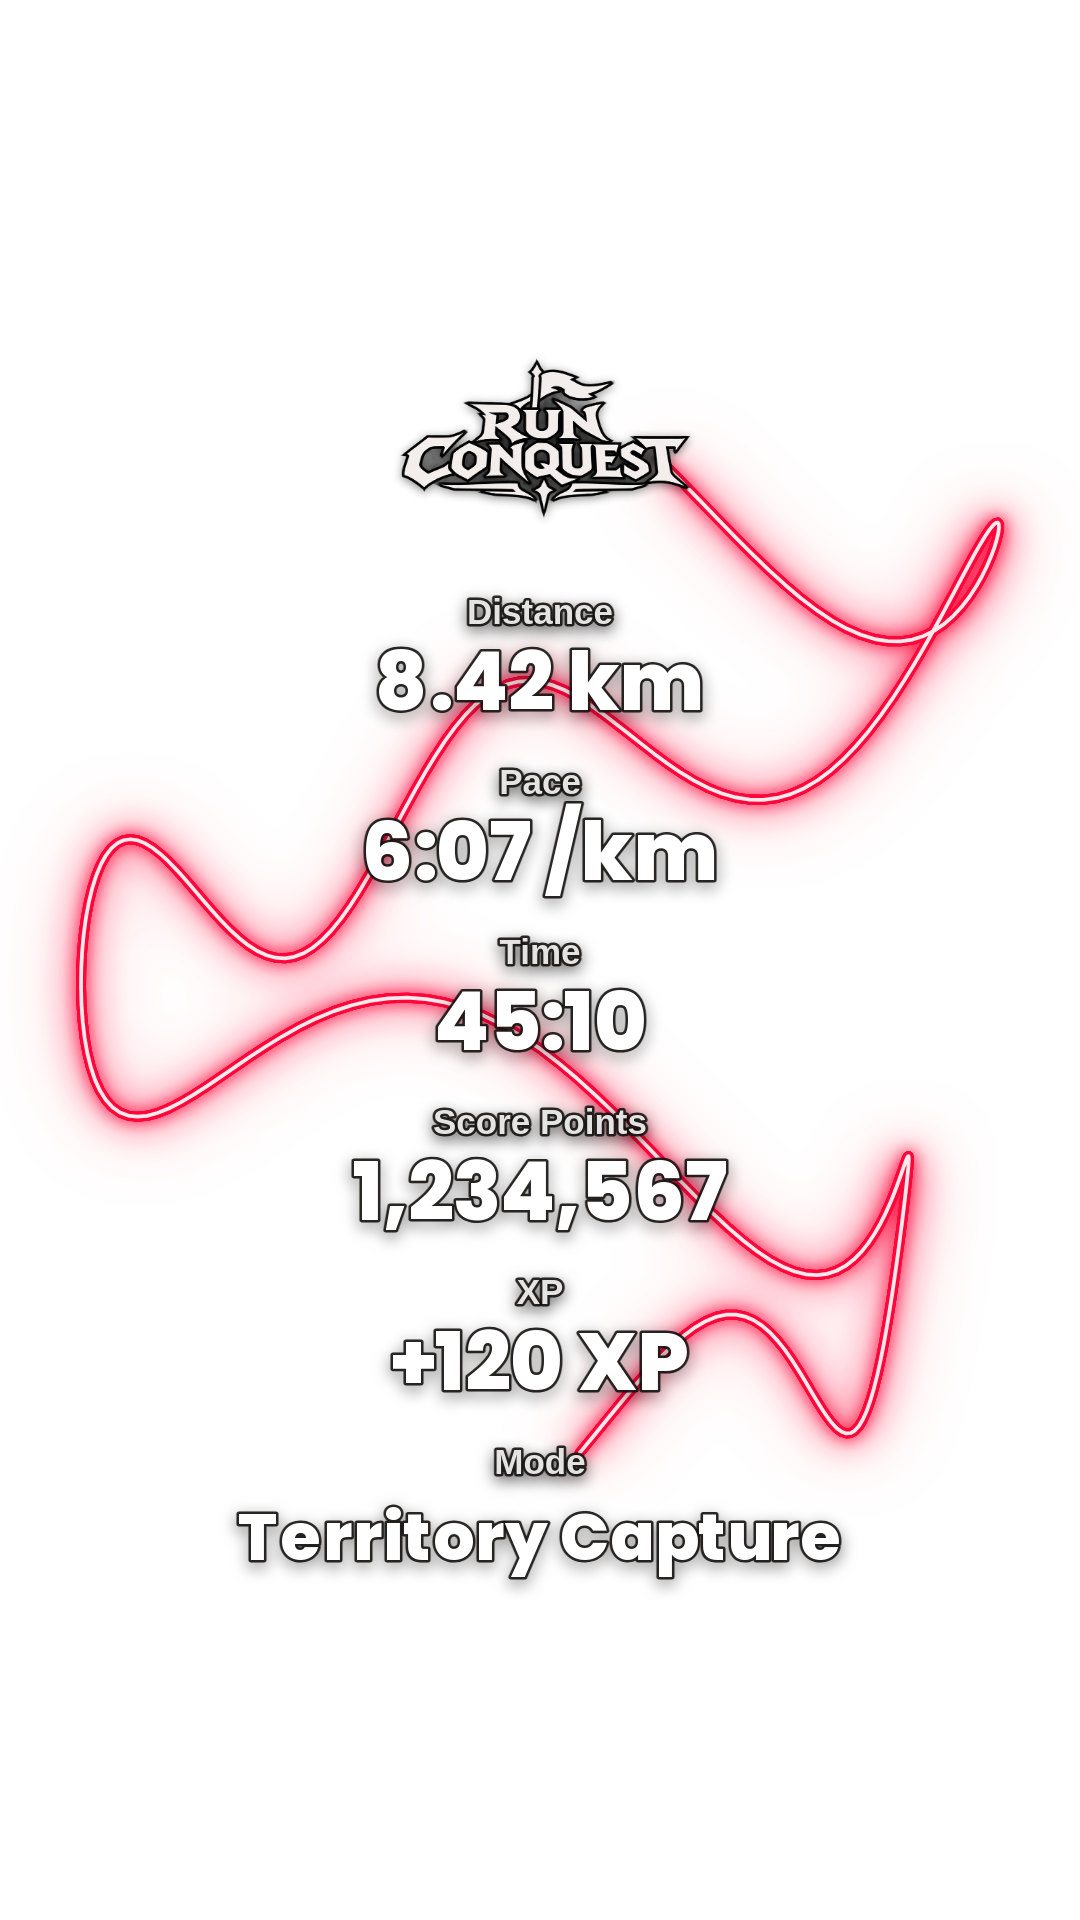 RUN
CONQUEST
Distance
8.42 km
Pace
6:07 /km
Time
45:10
Score Points
1,234,567
XP
+120 XP
Mode
Territory Capture